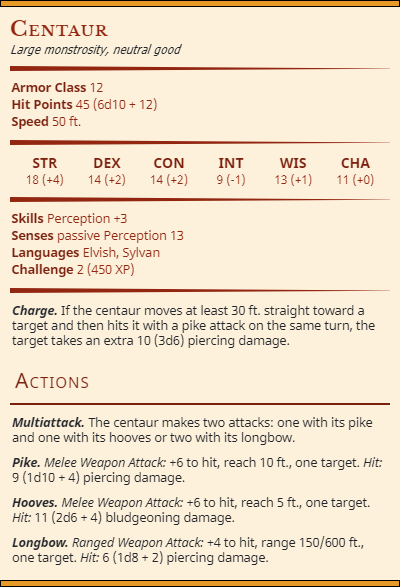 Centaur
Large monstrosity, neutral good
Armor Class 12
Hit Points 45 (6d10 + 12)
Speed 50 ft.
STR DEX CON INT WIS CHA
18 (+4) 14 (+2) 14 (+2) 9 (-1) 13 (+1) 11 (+0)
Skills Perception +3
Senses passive Perception 13
Languages Elvish, Sylvan
Challenge 2 (450 XP)
Charge. If the centaur moves at least 30 ft. straight toward a
target and then hits it with a pike attack on the same turn, the
target takes an extra 10 (3d6) piercing damage.
Actions
Multiattack. The centaur makes two attacks: one with its pike
and one with its hooves or two with its longbow.
Pike. Melee Weapon Attack: +6 to hit, reach 10 ft., one target. Hit:
9 (1d10 + 4) piercing damage.
Hooves. Melee Weapon Attack: +6 to hit, reach 5 ft., one target.
Hit: 11 (2d6 + 4) bludgeoning damage.
Longbow. Ranged Weapon Attack: +4 to hit, range 150/600 ft.,
one target. Hit: 6 (1d8 + 2) piercing damage.